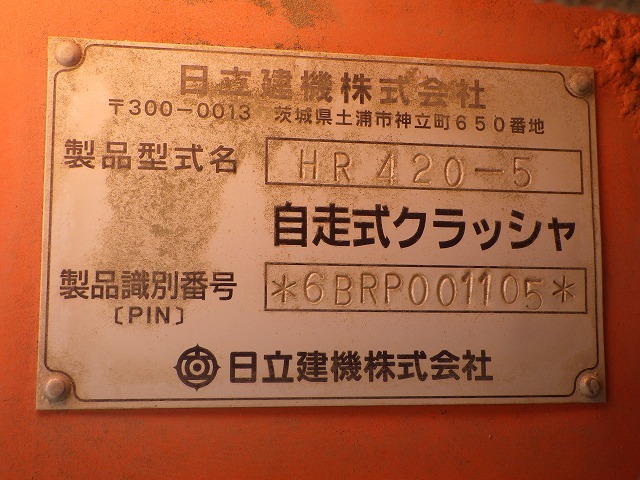 日立建機株式会社
〒300-0013 茨城県土浦市神立町650番地
製品型式名 HR420-5
自走式クラッシャ
製品識別番号 *6BRP001105*
〔PIN〕
日立建機株式会社